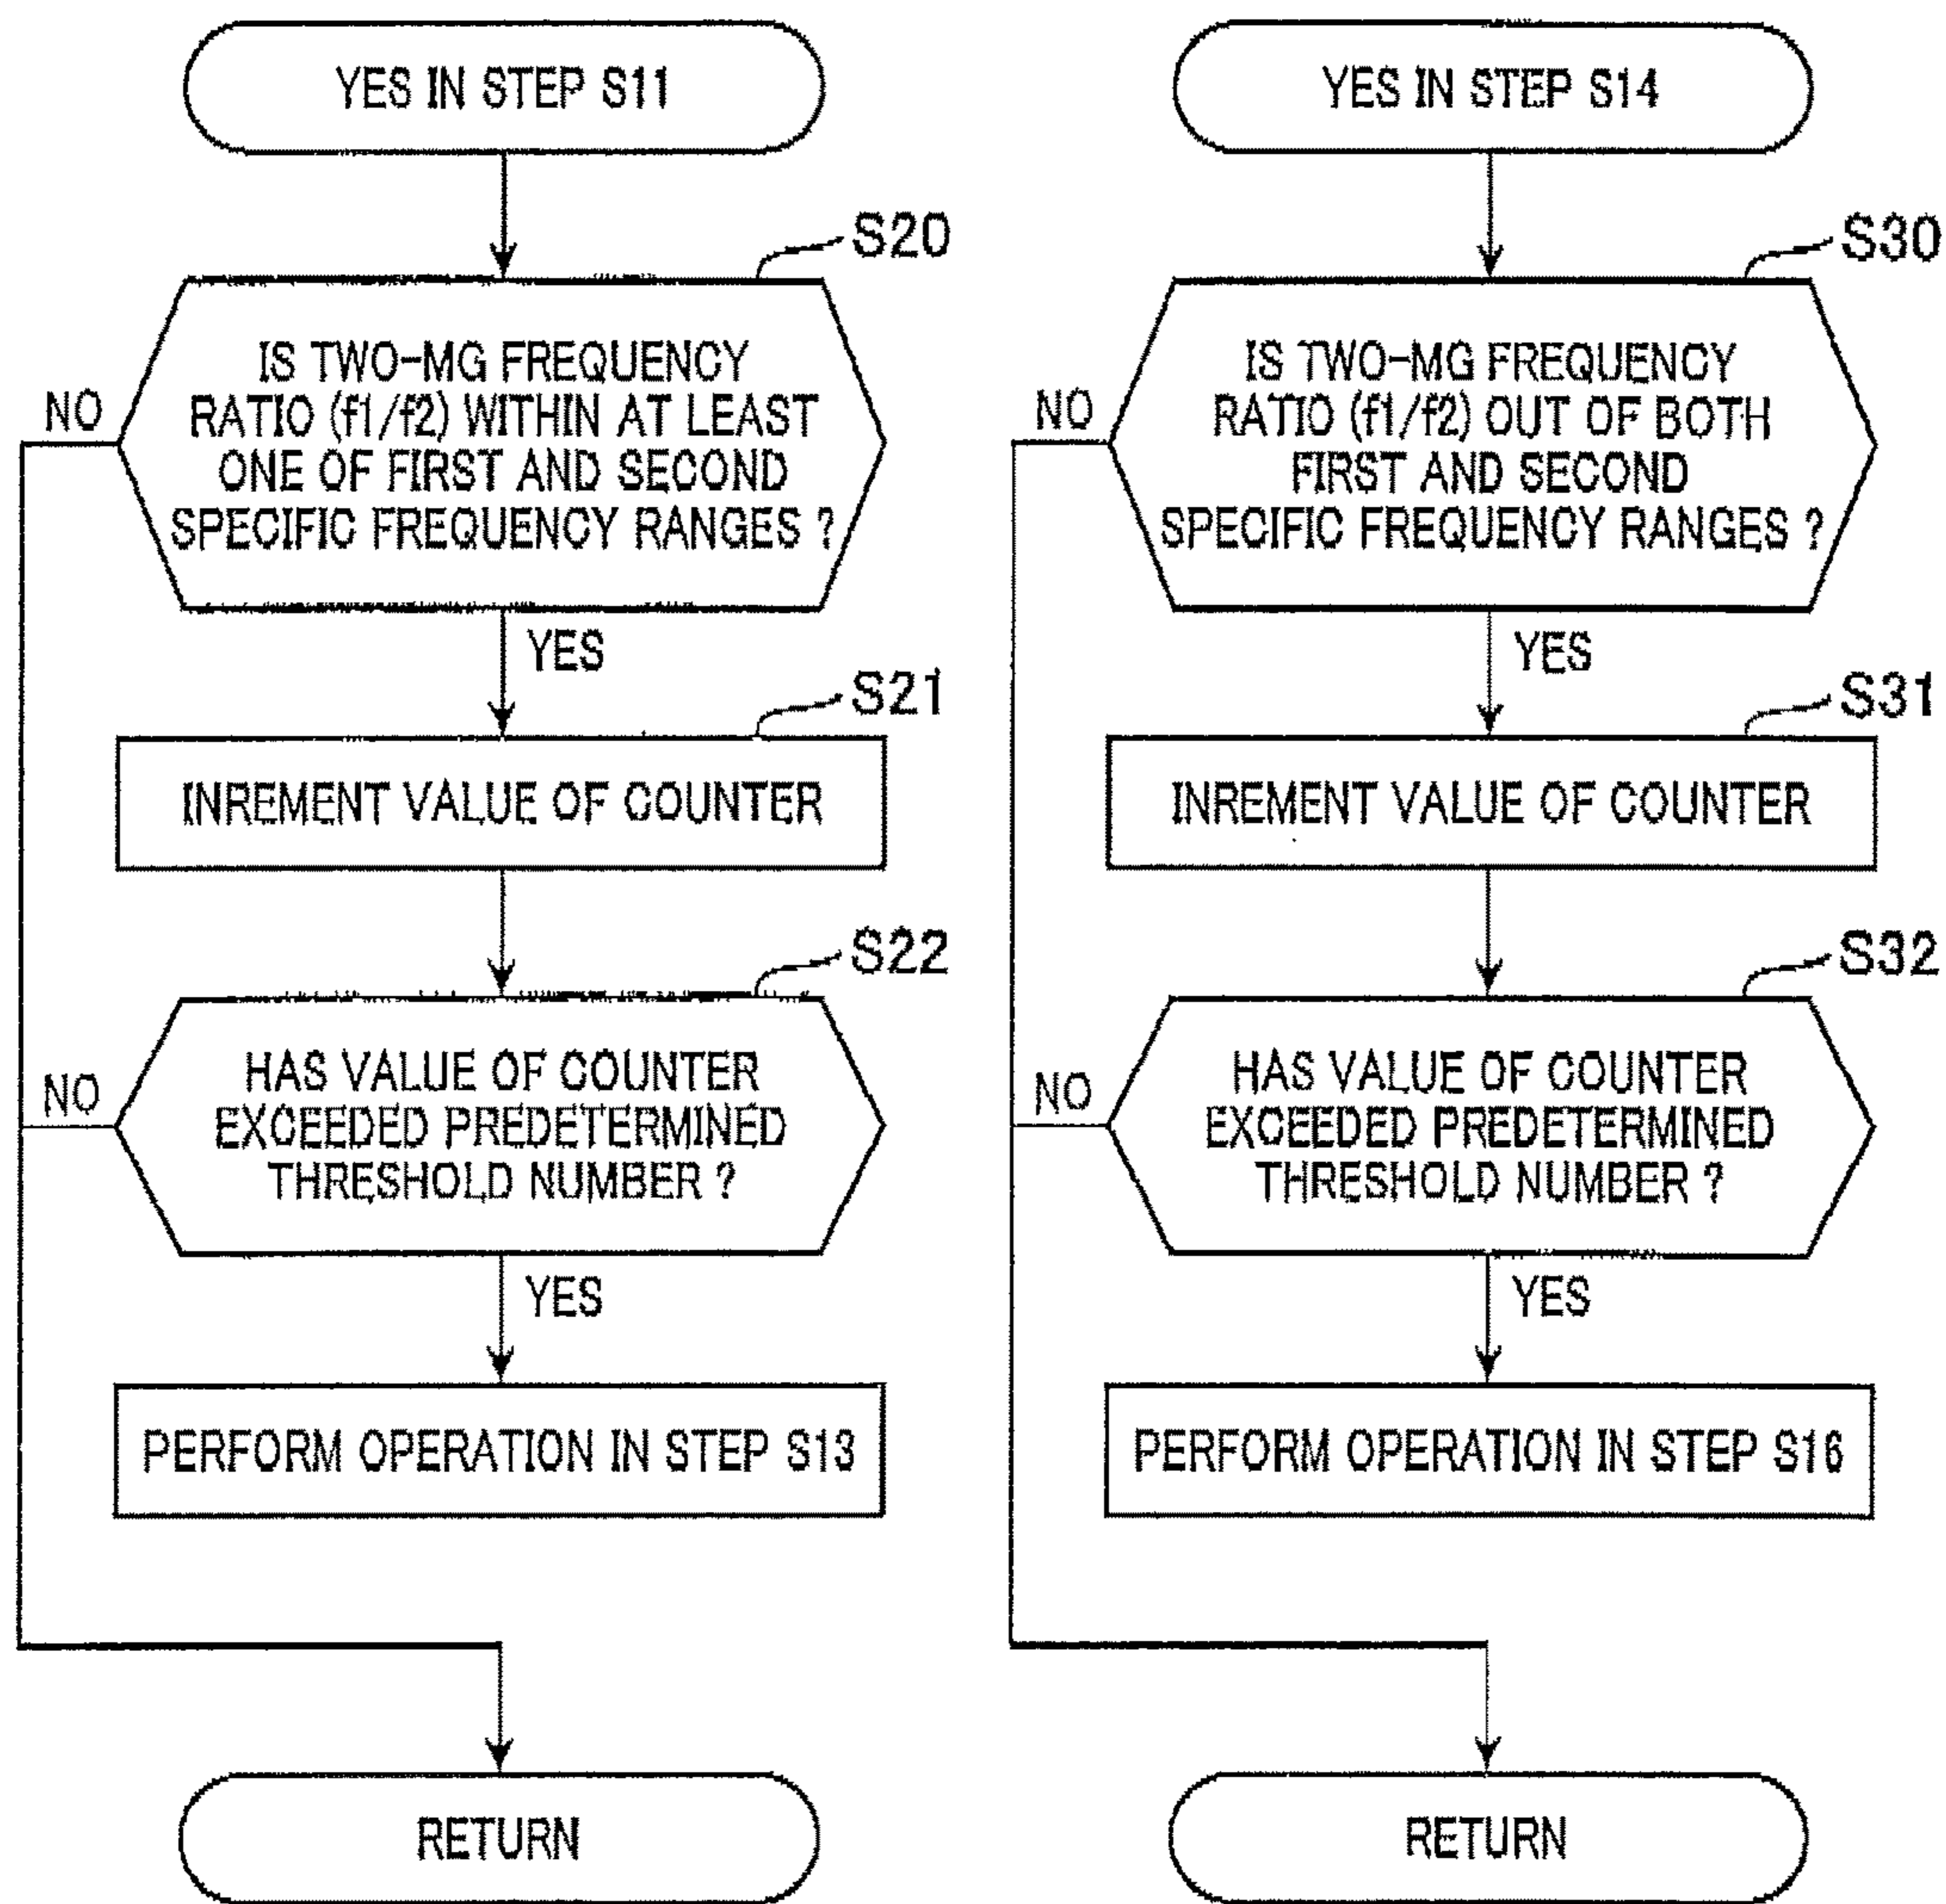 YES IN STEP S11
S20
IS TWO-MG FREQUENCY
RATIO (f1/f2) WITHIN AT LEAST
ONE OF FIRST AND SECOND
SPECIFIC FREQUENCY RANGES ?
NO
YES
S21
INREMENT VALUE OF COUNTER
S22
HAS VALUE OF COUNTER
EXCEEDED PREDETERMINED
THRESHOLD NUMBER ?
NO
YES
PERFORM OPERATION IN STEP S13
RETURN
YES IN STEP S14
S30
IS TWO-MG FREQUENCY
RATIO (f1/f2) OUT OF BOTH
FIRST AND SECOND
SPECIFIC FREQUENCY RANGES ?
NO
YES
S31
INREMENT VALUE OF COUNTER
S32
HAS VALUE OF COUNTER
EXCEEDED PREDETERMINED
THRESHOLD NUMBER ?
NO
YES
PERFORM OPERATION IN STEP S16
RETURN